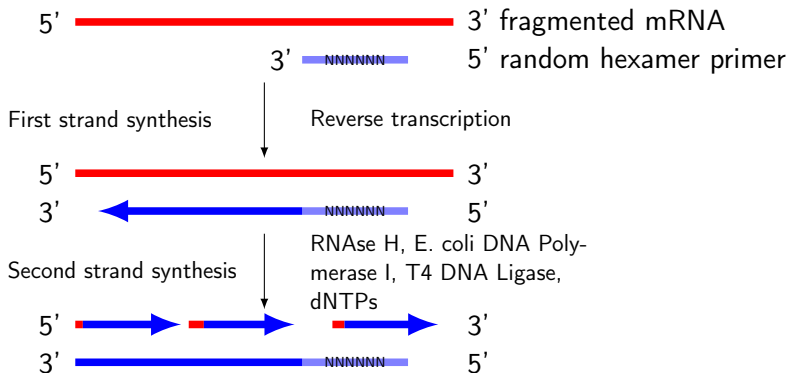 5' 3' fragmented mRNA
3' NNNNNN 5' random hexamer primer
First strand synthesis Reverse transcription
5' 3'
3' NNNNNN 5'
RNAse H, E. coli DNA Poly-
Second strand synthesis merase I, T4 DNA Ligase,
dNTPs
5' 3'
3' NNNNNN 5'